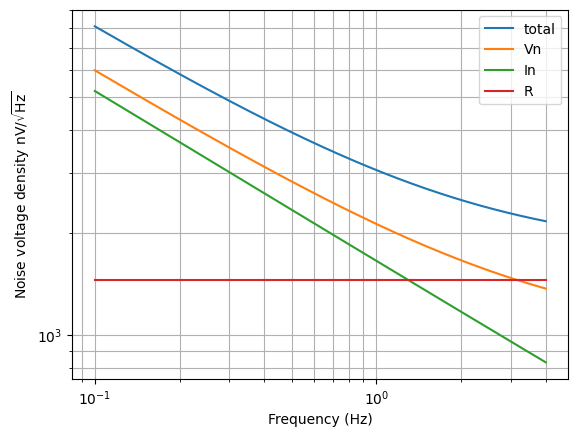 total
Vn
In
R
Noise voltage density nV/√Hz
10³
10⁻¹
10⁰
Frequency (Hz)